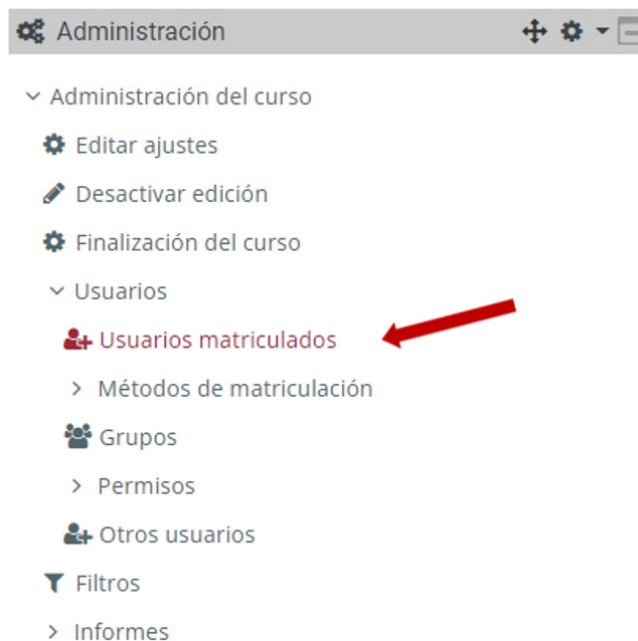 Administración
Administración del curso
Editar ajustes
Desactivar edición
Finalización del curso
Usuarios
Usuarios matriculados
Métodos de matriculación
Grupos
Permisos
Otros usuarios
Filtros
Informes